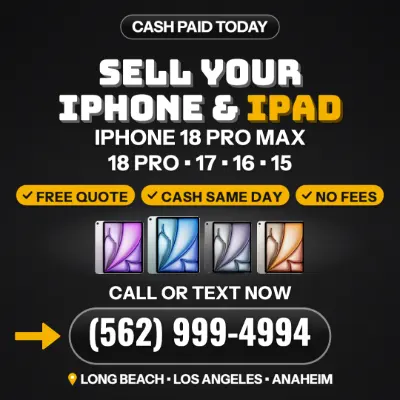 CASH PAID TODAY
SELL YOUR
IPHONE & IPAD
IPHONE 18 PRO MAX
18 PRO ▪ 17 ▪ 16 ▪ 15
✓ FREE QUOTE ✓ CASH SAME DAY ✓ NO FEES
CALL OR TEXT NOW
(562) 999-4994
LONG BEACH ▪ LOS ANGELES ▪ ANAHEIM